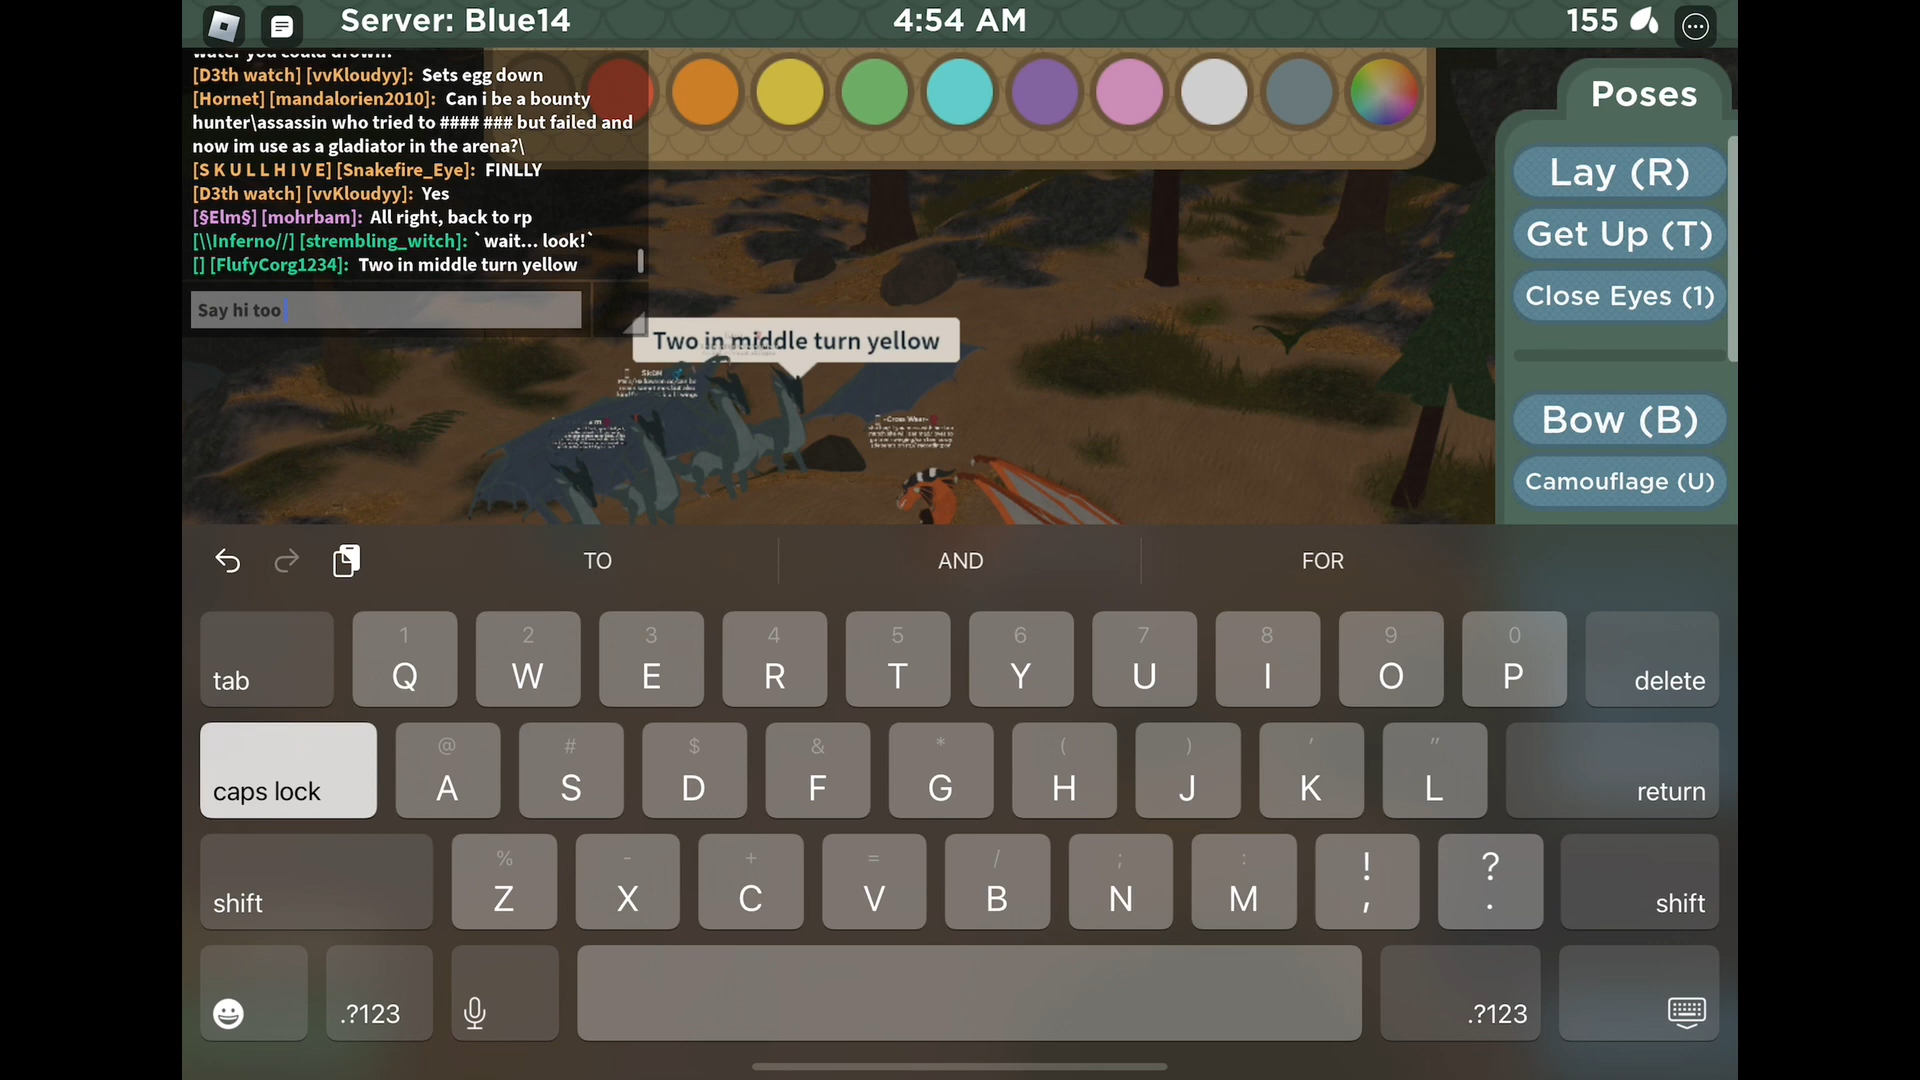 Server: Blue14
4:54 AM
155
water you could drown!
[D3th watch] [vvKloudyy]: Sets egg down
[Hornet] [mandalorien2010]: Can i be a bounty
hunter\assassin who tried to #### ### but failed and
now im use as a gladiator in the arena?\
[S K U L L H I V E] [Snakefire_Eye]: FINLLY
[D3th watch] [vvKloudyy]: Yes
[§Elm§] [mohrbam]: All right, back to rp
[\\Inferno//] [strembling_witch]: `wait... look!`
[] [FlufyCorg1234]: Two in middle turn yellow
Say hi too
Two in middle turn yellow
Poses
Lay (R)
Get Up (T)
Close Eyes (1)
Bow (B)
Camouflage (U)
TO AND FOR
1 2 3 4 5 6 7 8 9 0
tab Q W E R T Y U I O P delete
@ # $ & * ( ) ' "
caps lock A S D F G H J K L return
% - + = / ; : ! ?
shift Z X C V B N M , . shift
.?123 .?123